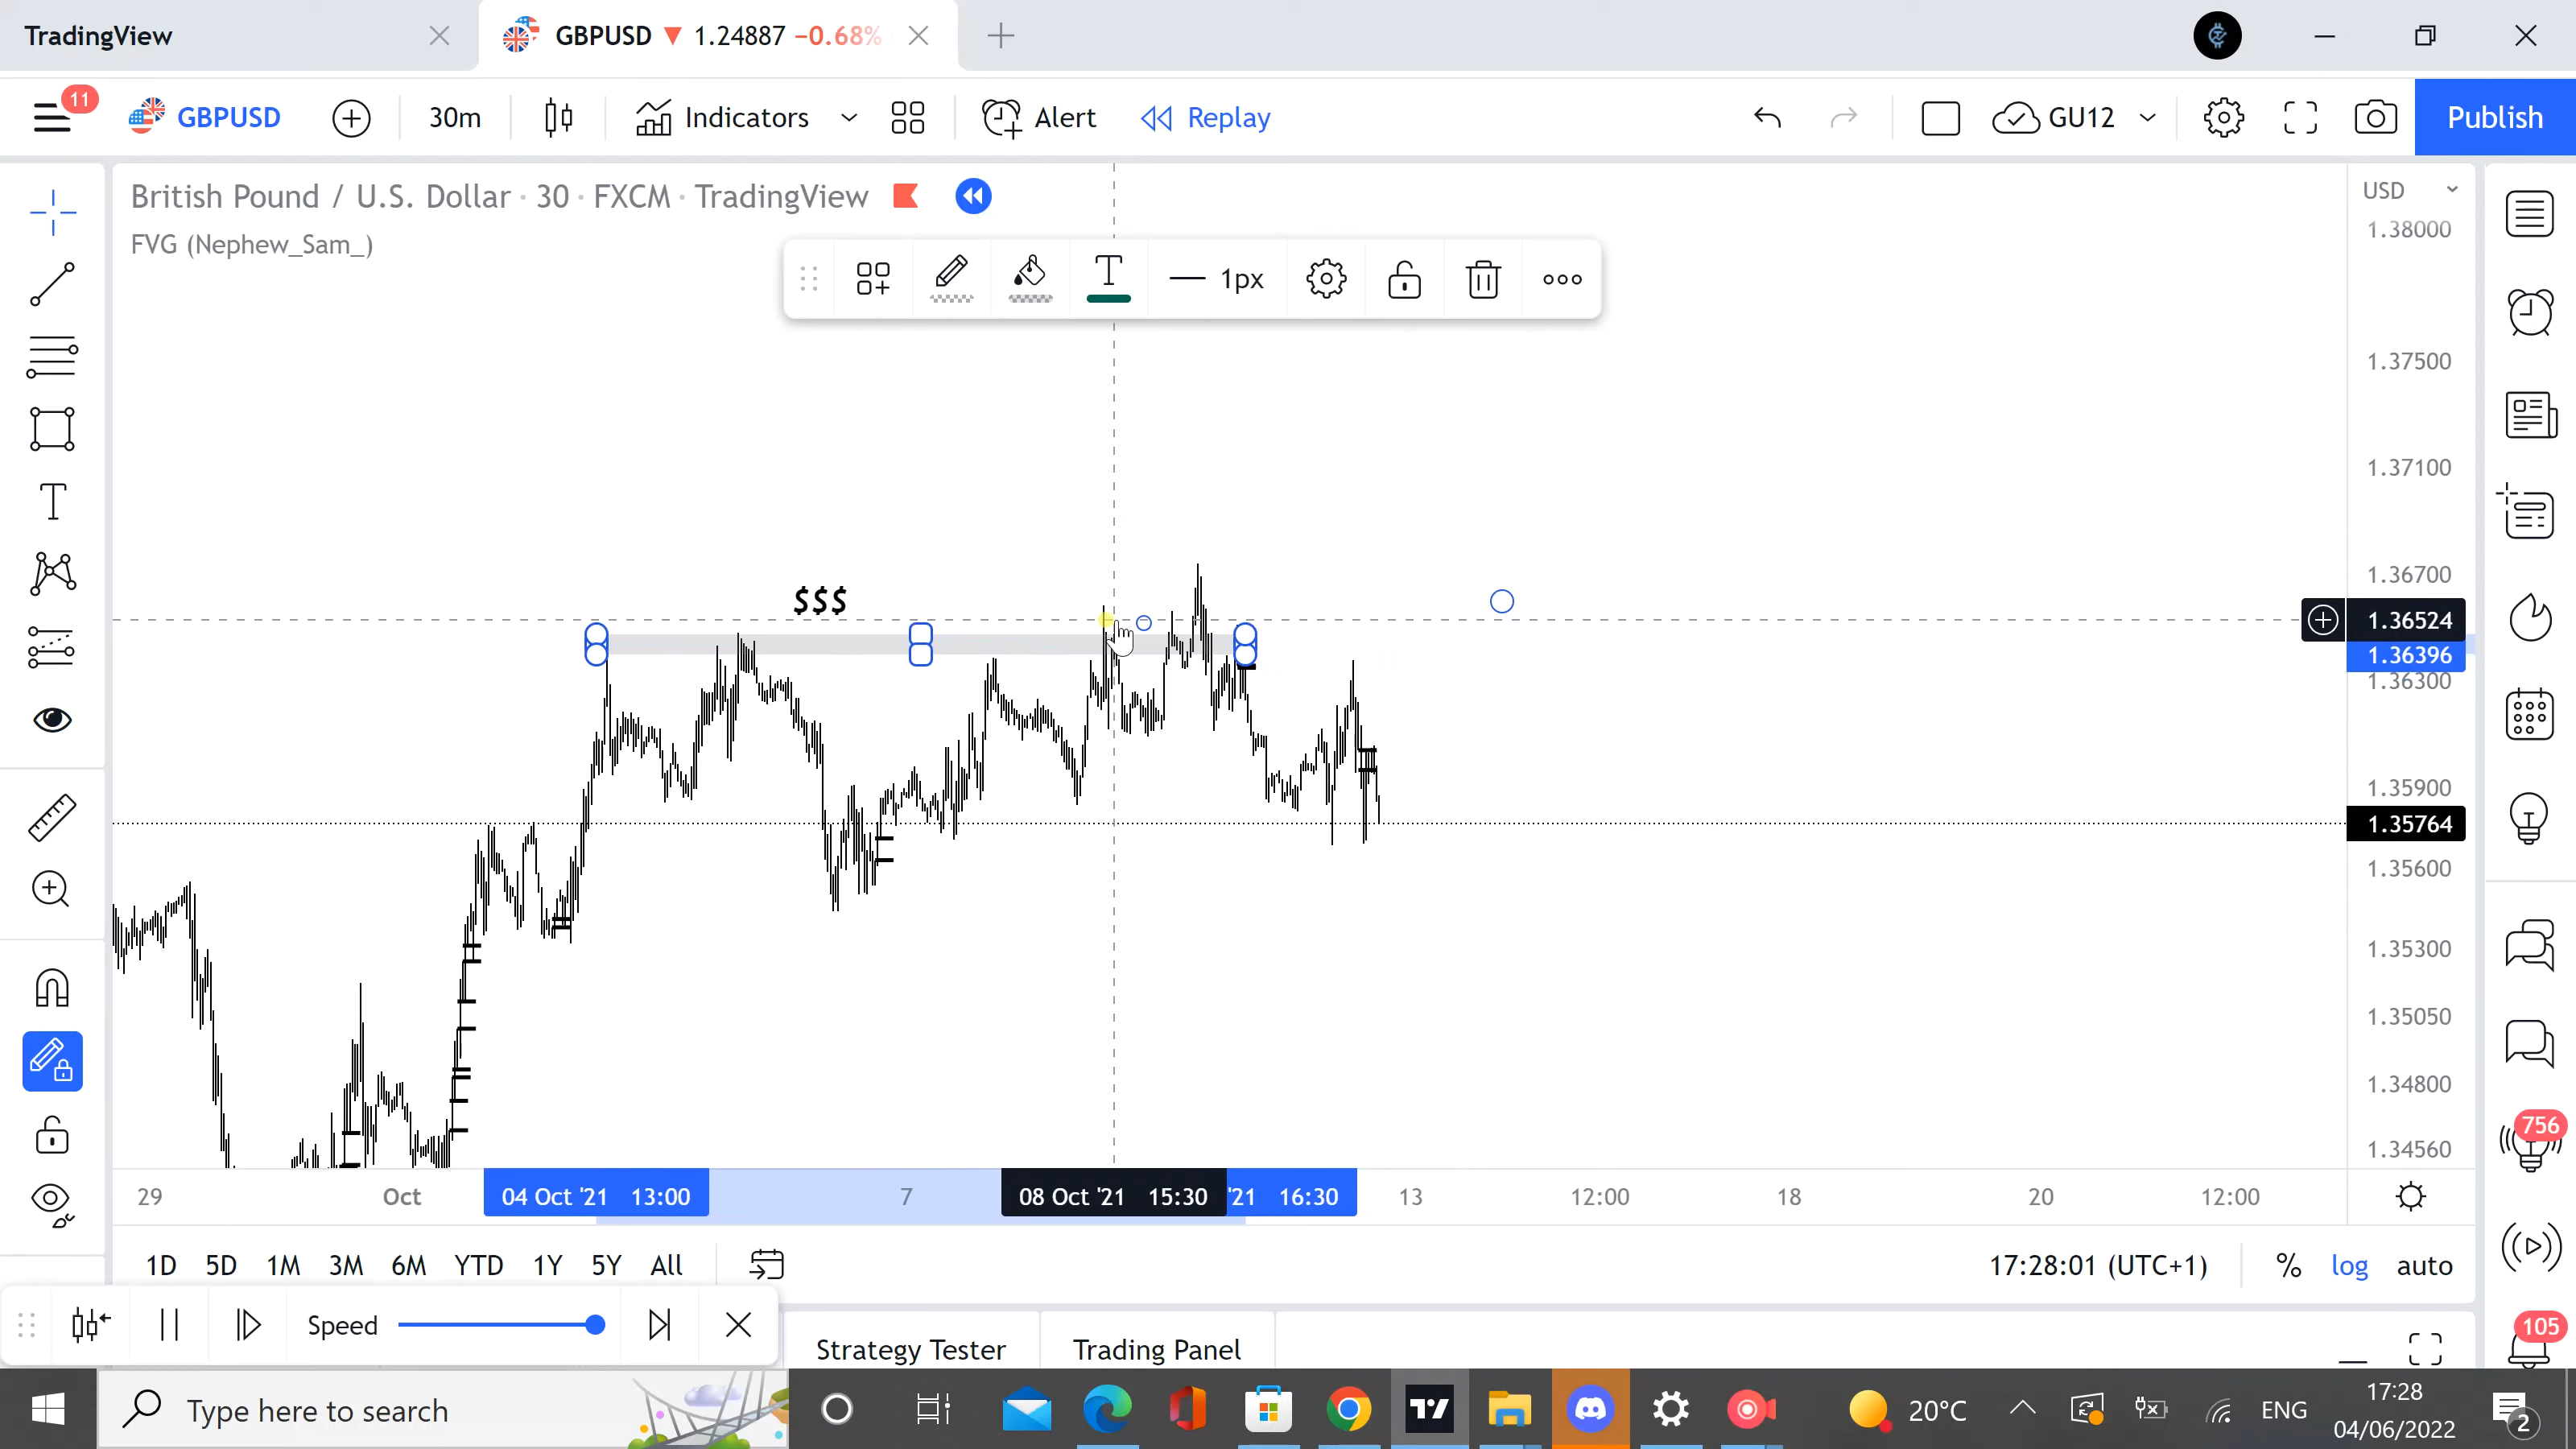 TradingView
GBPUSD ▼ 1.24887 −0.68%
11
GBPUSD
30m
Indicators
Alert
Replay
GU12
Publish
British Pound / U.S. Dollar · 30 · FXCM · TradingView
FVG (Nephew_Sam_)
T
1px
USD
1.38000
1.37500
1.37100
1.36700
1.36524
1.36396
1.36300
1.35900
1.35764
1.35600
1.35300
1.35050
1.34800
1.34560
$$$
29
Oct
04 Oct '21 13:00
7
08 Oct '21 15:30
'21 16:30
13
12:00
18
20
12:00
1D 5D 1M 3M 6M YTD 1Y 5Y All
17:28:01 (UTC+1)
% log auto
Speed
Strategy Tester
Trading Panel
756
105
Type here to search
20°C
ENG
17:28
04/06/2022
2